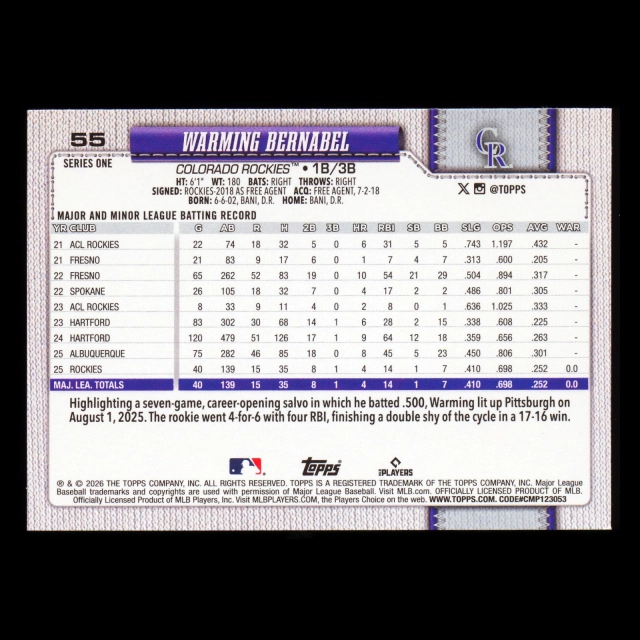 55
WARMING BERNABEL
CR
SERIES ONE
COLORADO ROCKIES™ • 1B/3B
HT: 6'1" WT: 180 BATS: RIGHT THROWS: RIGHT
SIGNED: ROCKIES-2018 AS FREE AGENT ACQ: FREE AGENT, 7-2-18
BORN: 6-6-02, BANI, D.R. HOME: BANI, D.R.
@TOPPS
MAJOR AND MINOR LEAGUE BATTING RECORD
YR CLUB G AB R H 2B 3B HR RBI SB BB SLG OPS AVG WAR
21 ACL ROCKIES 22 74 18 32 5 0 6 31 5 5 .743 1.197 .432 -
21 FRESNO 21 83 9 17 6 0 1 7 4 7 .313 .600 .205 -
22 FRESNO 65 262 52 83 19 0 10 54 21 29 .504 .894 .317 -
22 SPOKANE 26 105 18 32 7 0 4 17 2 2 .486 .801 .305 -
23 ACL ROCKIES 8 33 9 11 4 0 2 8 0 1 .636 1.025 .333 -
23 HARTFORD 83 302 30 68 14 1 6 28 2 15 .338 .608 .225 -
24 HARTFORD 120 479 51 126 17 1 9 64 12 38 .359 .656 .263 -
25 ALBUQUERQUE 75 282 46 85 18 0 8 45 5 23 .450 .806 .301 -
25 ROCKIES 40 139 15 35 8 1 4 14 1 7 .410 .698 .252 0.0
MAJ. LEA. TOTALS 40 139 15 35 8 1 4 14 1 7 .410 .698 .252 0.0
Highlighting a seven-game, career-opening salvo in which he batted .500, Warming lit up Pittsburgh on
August 1, 2025. The rookie went 4-for-6 with four RBI, finishing a double shy of the cycle in a 17-16 win.
Topps
PLAYERS
® & © 2026 THE TOPPS COMPANY, INC. ALL RIGHTS RESERVED. TOPPS IS A REGISTERED TRADEMARK OF THE TOPPS COMPANY, INC. Major League
Baseball trademarks and copyrights are used with permission of Major League Baseball. Visit MLB.com. OFFICIALLY LICENSED PRODUCT OF MLB.
Officially Licensed Product of MLB Players, Inc. Visit MLBPLAYERS.COM, the Players Choice on the web. WWW.TOPPS.COM. CODE#CMP123053